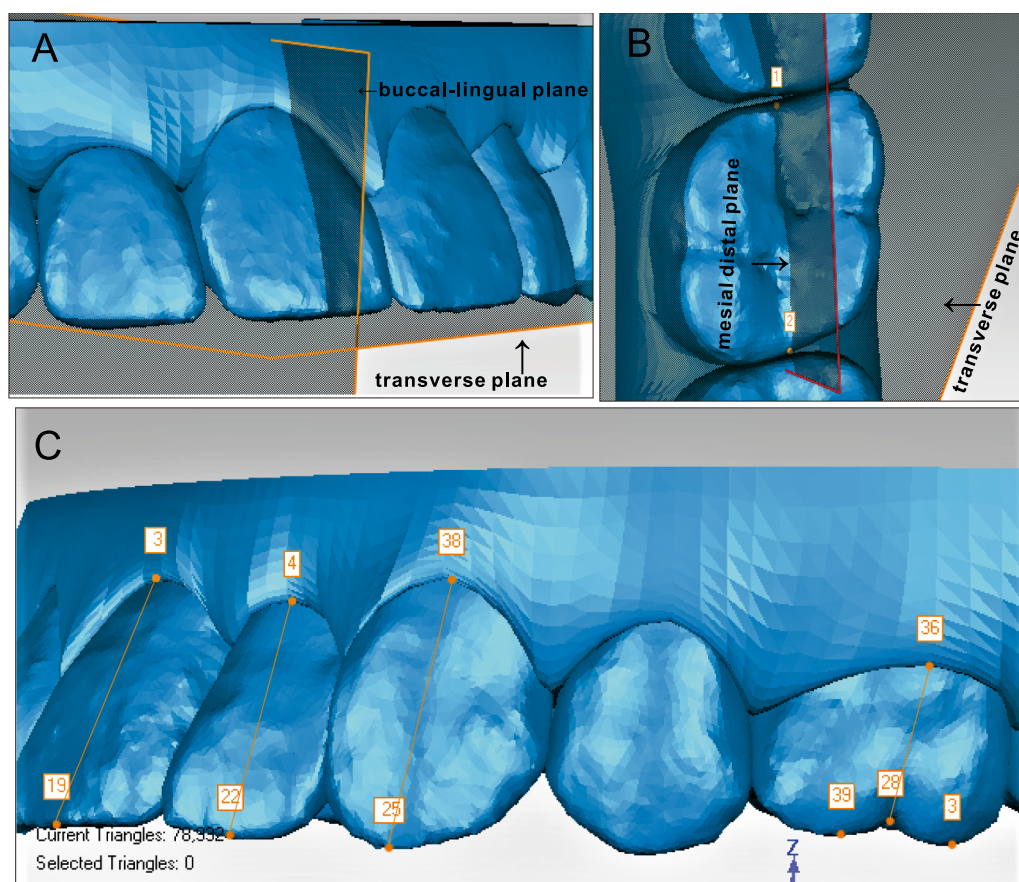 A
←buccal-lingual plane
transverse plane
↑
B
1
mesial distal plane
→
2
transverse plane
←
C
3
4
38
36
19
22
25
39
28
3
Current Triangles: 78,992
Selected Triangles: 0
Z